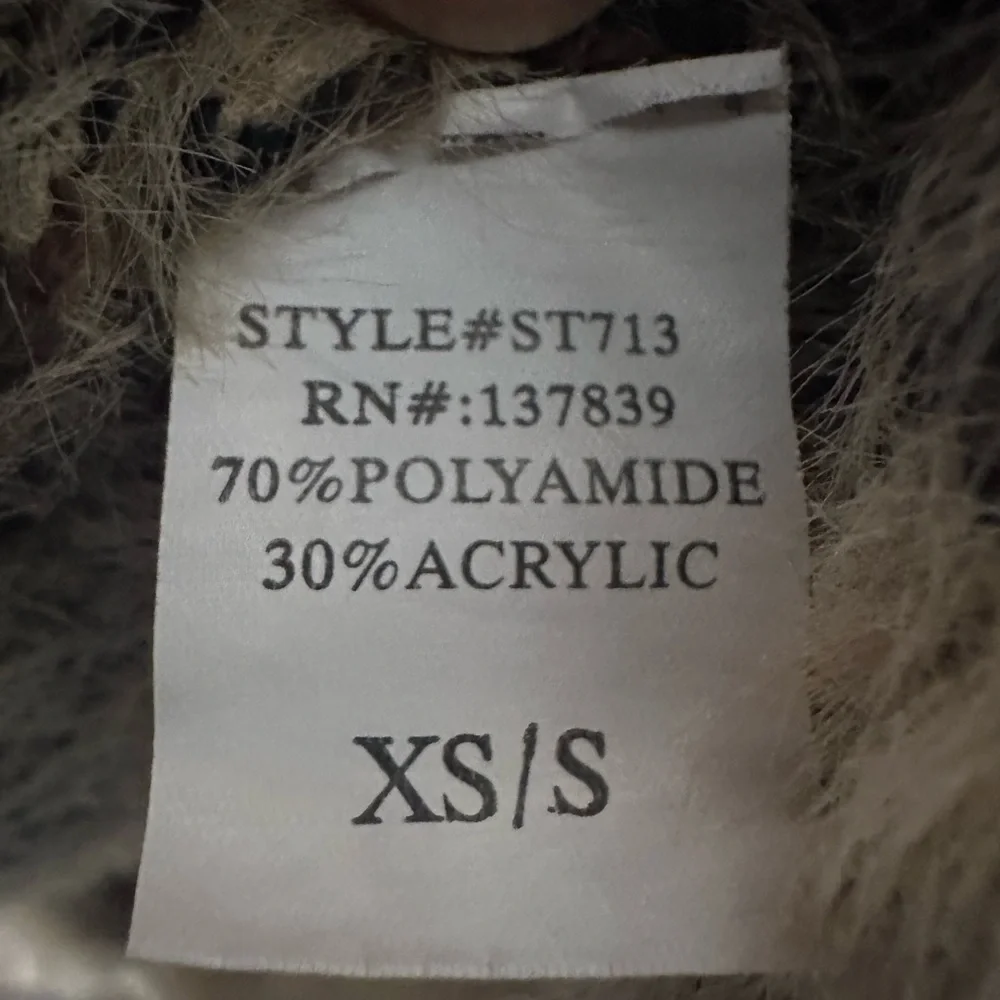 STYLE#ST713
RN#:137839
70%POLYAMIDE
30%ACRYLIC
XS/S